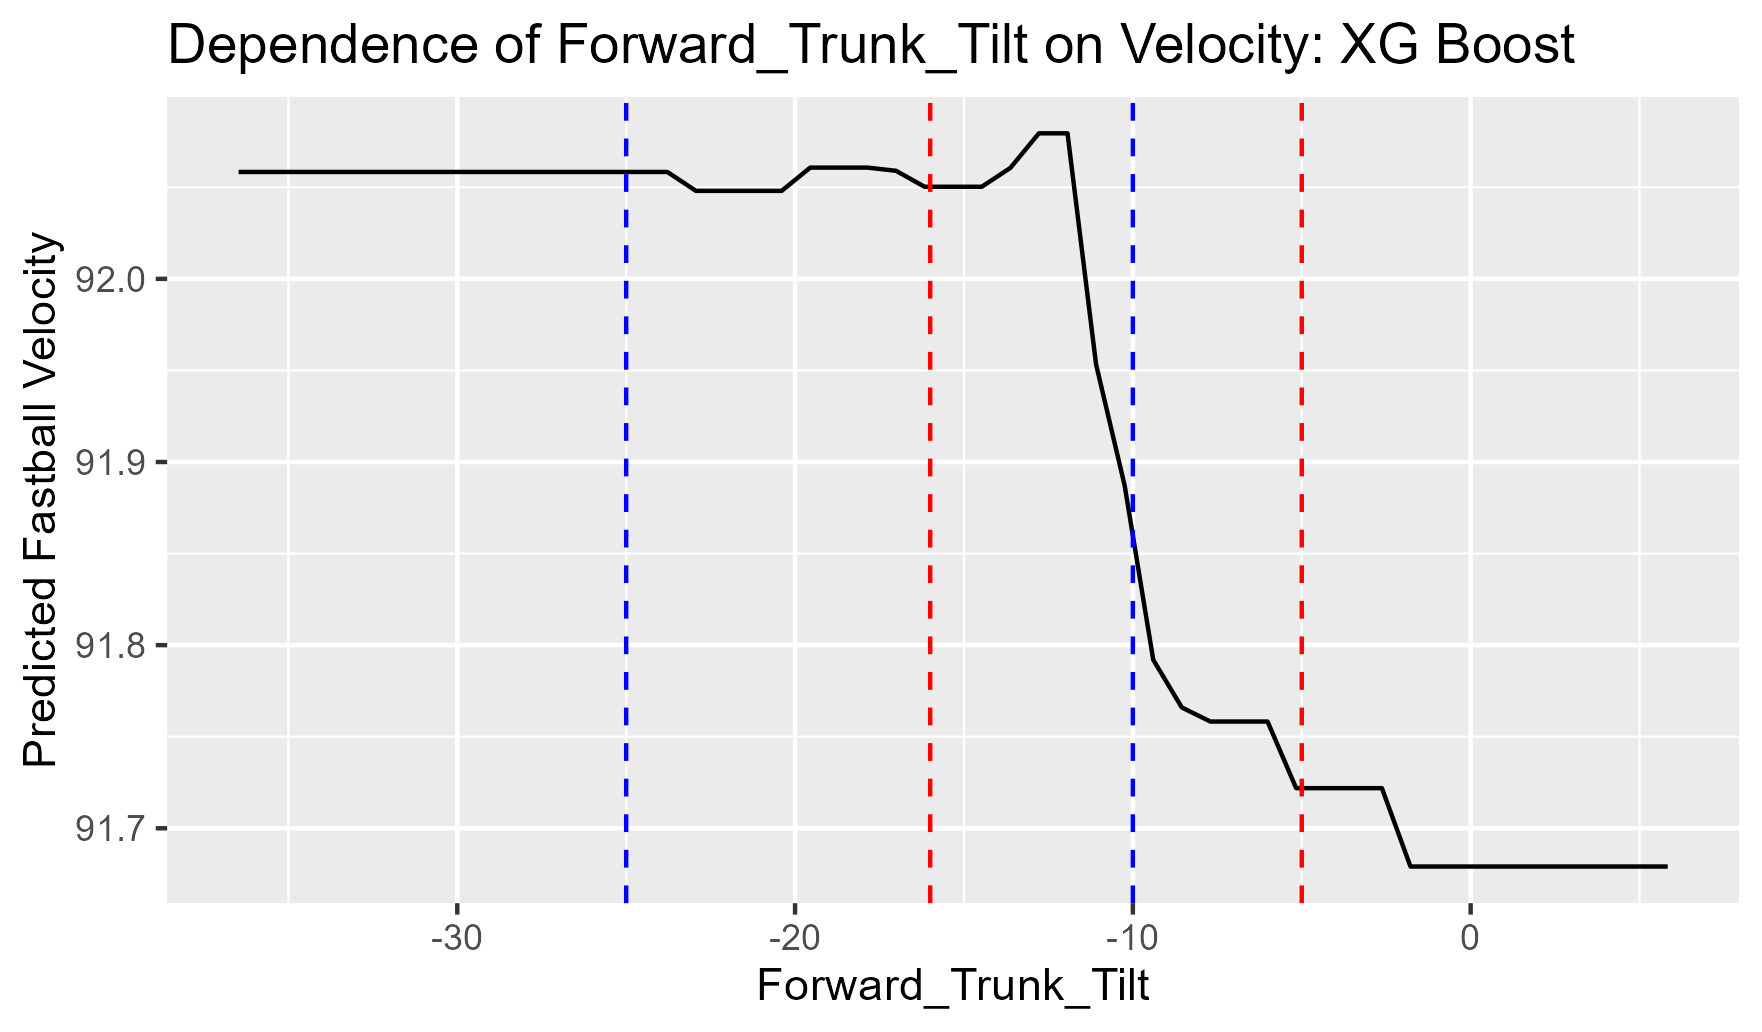 Dependence of Forward_Trunk_Tilt on Velocity: XG Boost
Predicted Fastball Velocity
92.0
91.9
91.8
91.7
-30 -20 -10 0
Forward_Trunk_Tilt